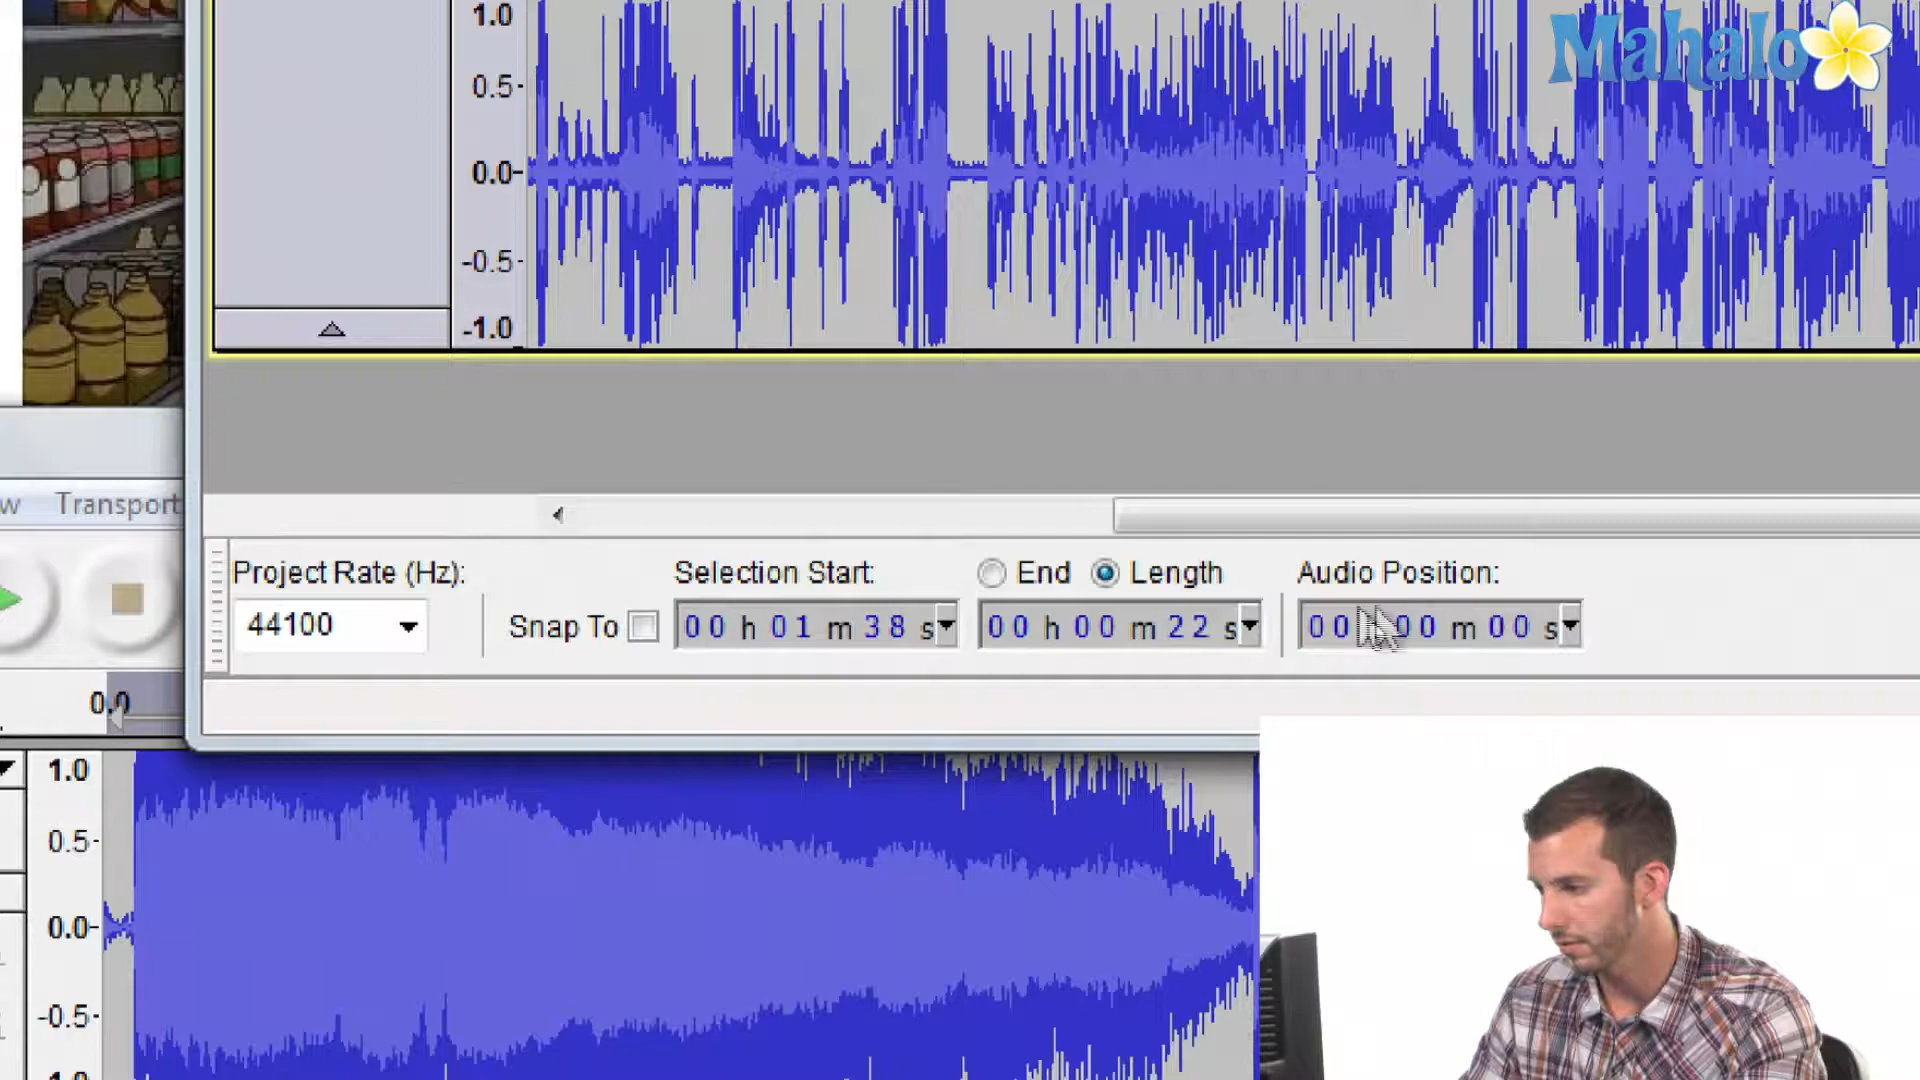 Mahalo
1.0
0.5-
0.0-
-0.5-
-1.0
w Transport
Project Rate (Hz):
Selection Start:
End
Length
Audio Position:
44100
Snap To
00 h 01 m 38 s
00 h 00 m 22 s
00 00 m 00 s
0.0
1.0
0.5-
0.0-
-0.5-